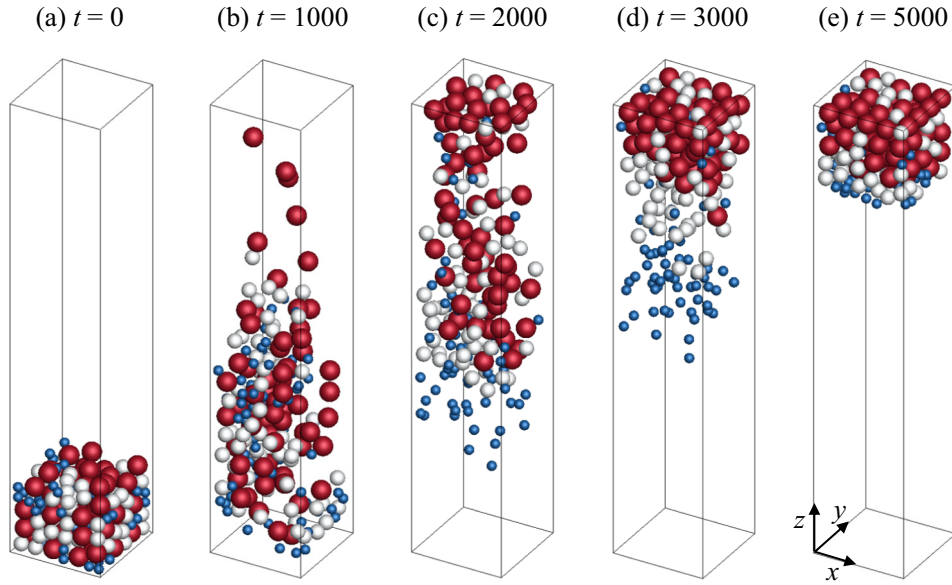 (a) t = 0
(b) t = 1000
(c) t = 2000
(d) t = 3000
(e) t = 5000
z
y
x